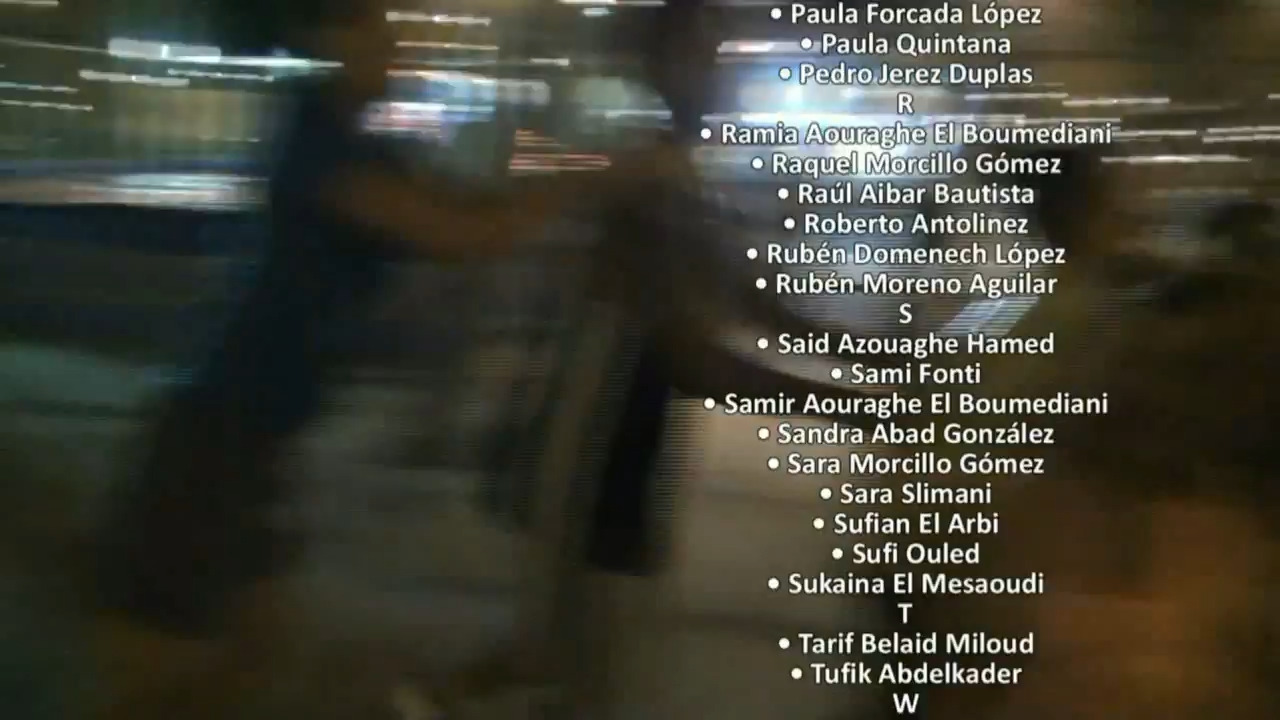 • Paula Forcada López
• Paula Quintana
• Pedro Jerez Duplas
R
• Ramia Aouraghe El Boumediani
• Raquel Morcillo Gómez
• Raúl Aibar Bautista
• Roberto Antolinez
• Rubén Domenech López
• Rubén Moreno Aguilar
S
• Said Azouaghe Hamed
• Sami Fonti
• Samir Aouraghe El Boumediani
• Sandra Abad González
• Sara Morcillo Gómez
• Sara Slimani
• Sufian El Arbi
• Sufi Ouled
• Sukaina El Mesaoudi
T
• Tarif Belaid Miloud
• Tufik Abdelkader
W